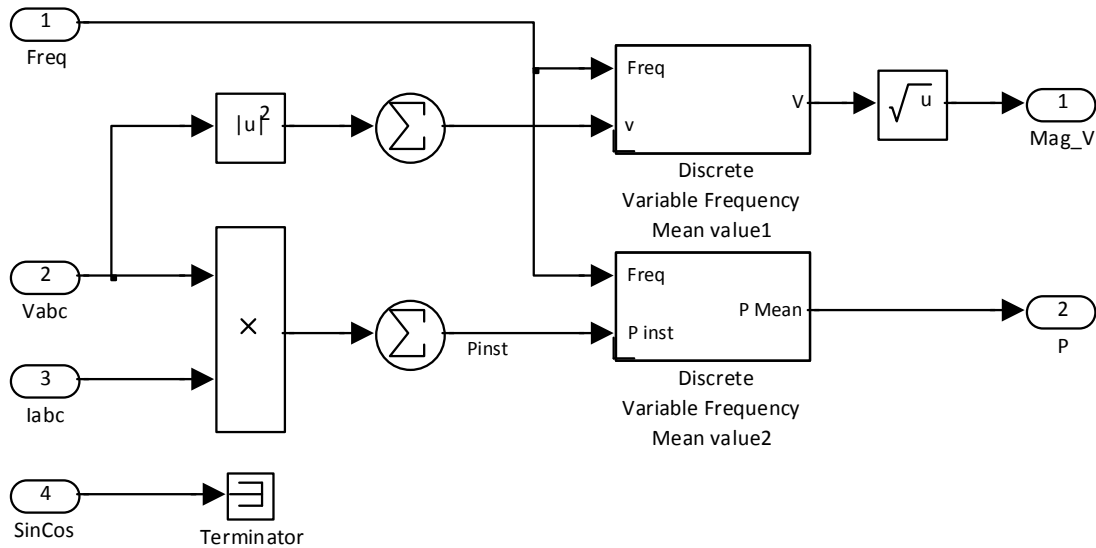 1
Freq
|u|²
∑
Freq
v
V
√u
1
Mag_V
Discrete
Variable Frequency
Mean value1
2
Vabc
3
Iabc
×
∑
Pinst
Freq
P inst
P Mean
2
P
Discrete
Variable Frequency
Mean value2
4
SinCos
Terminator